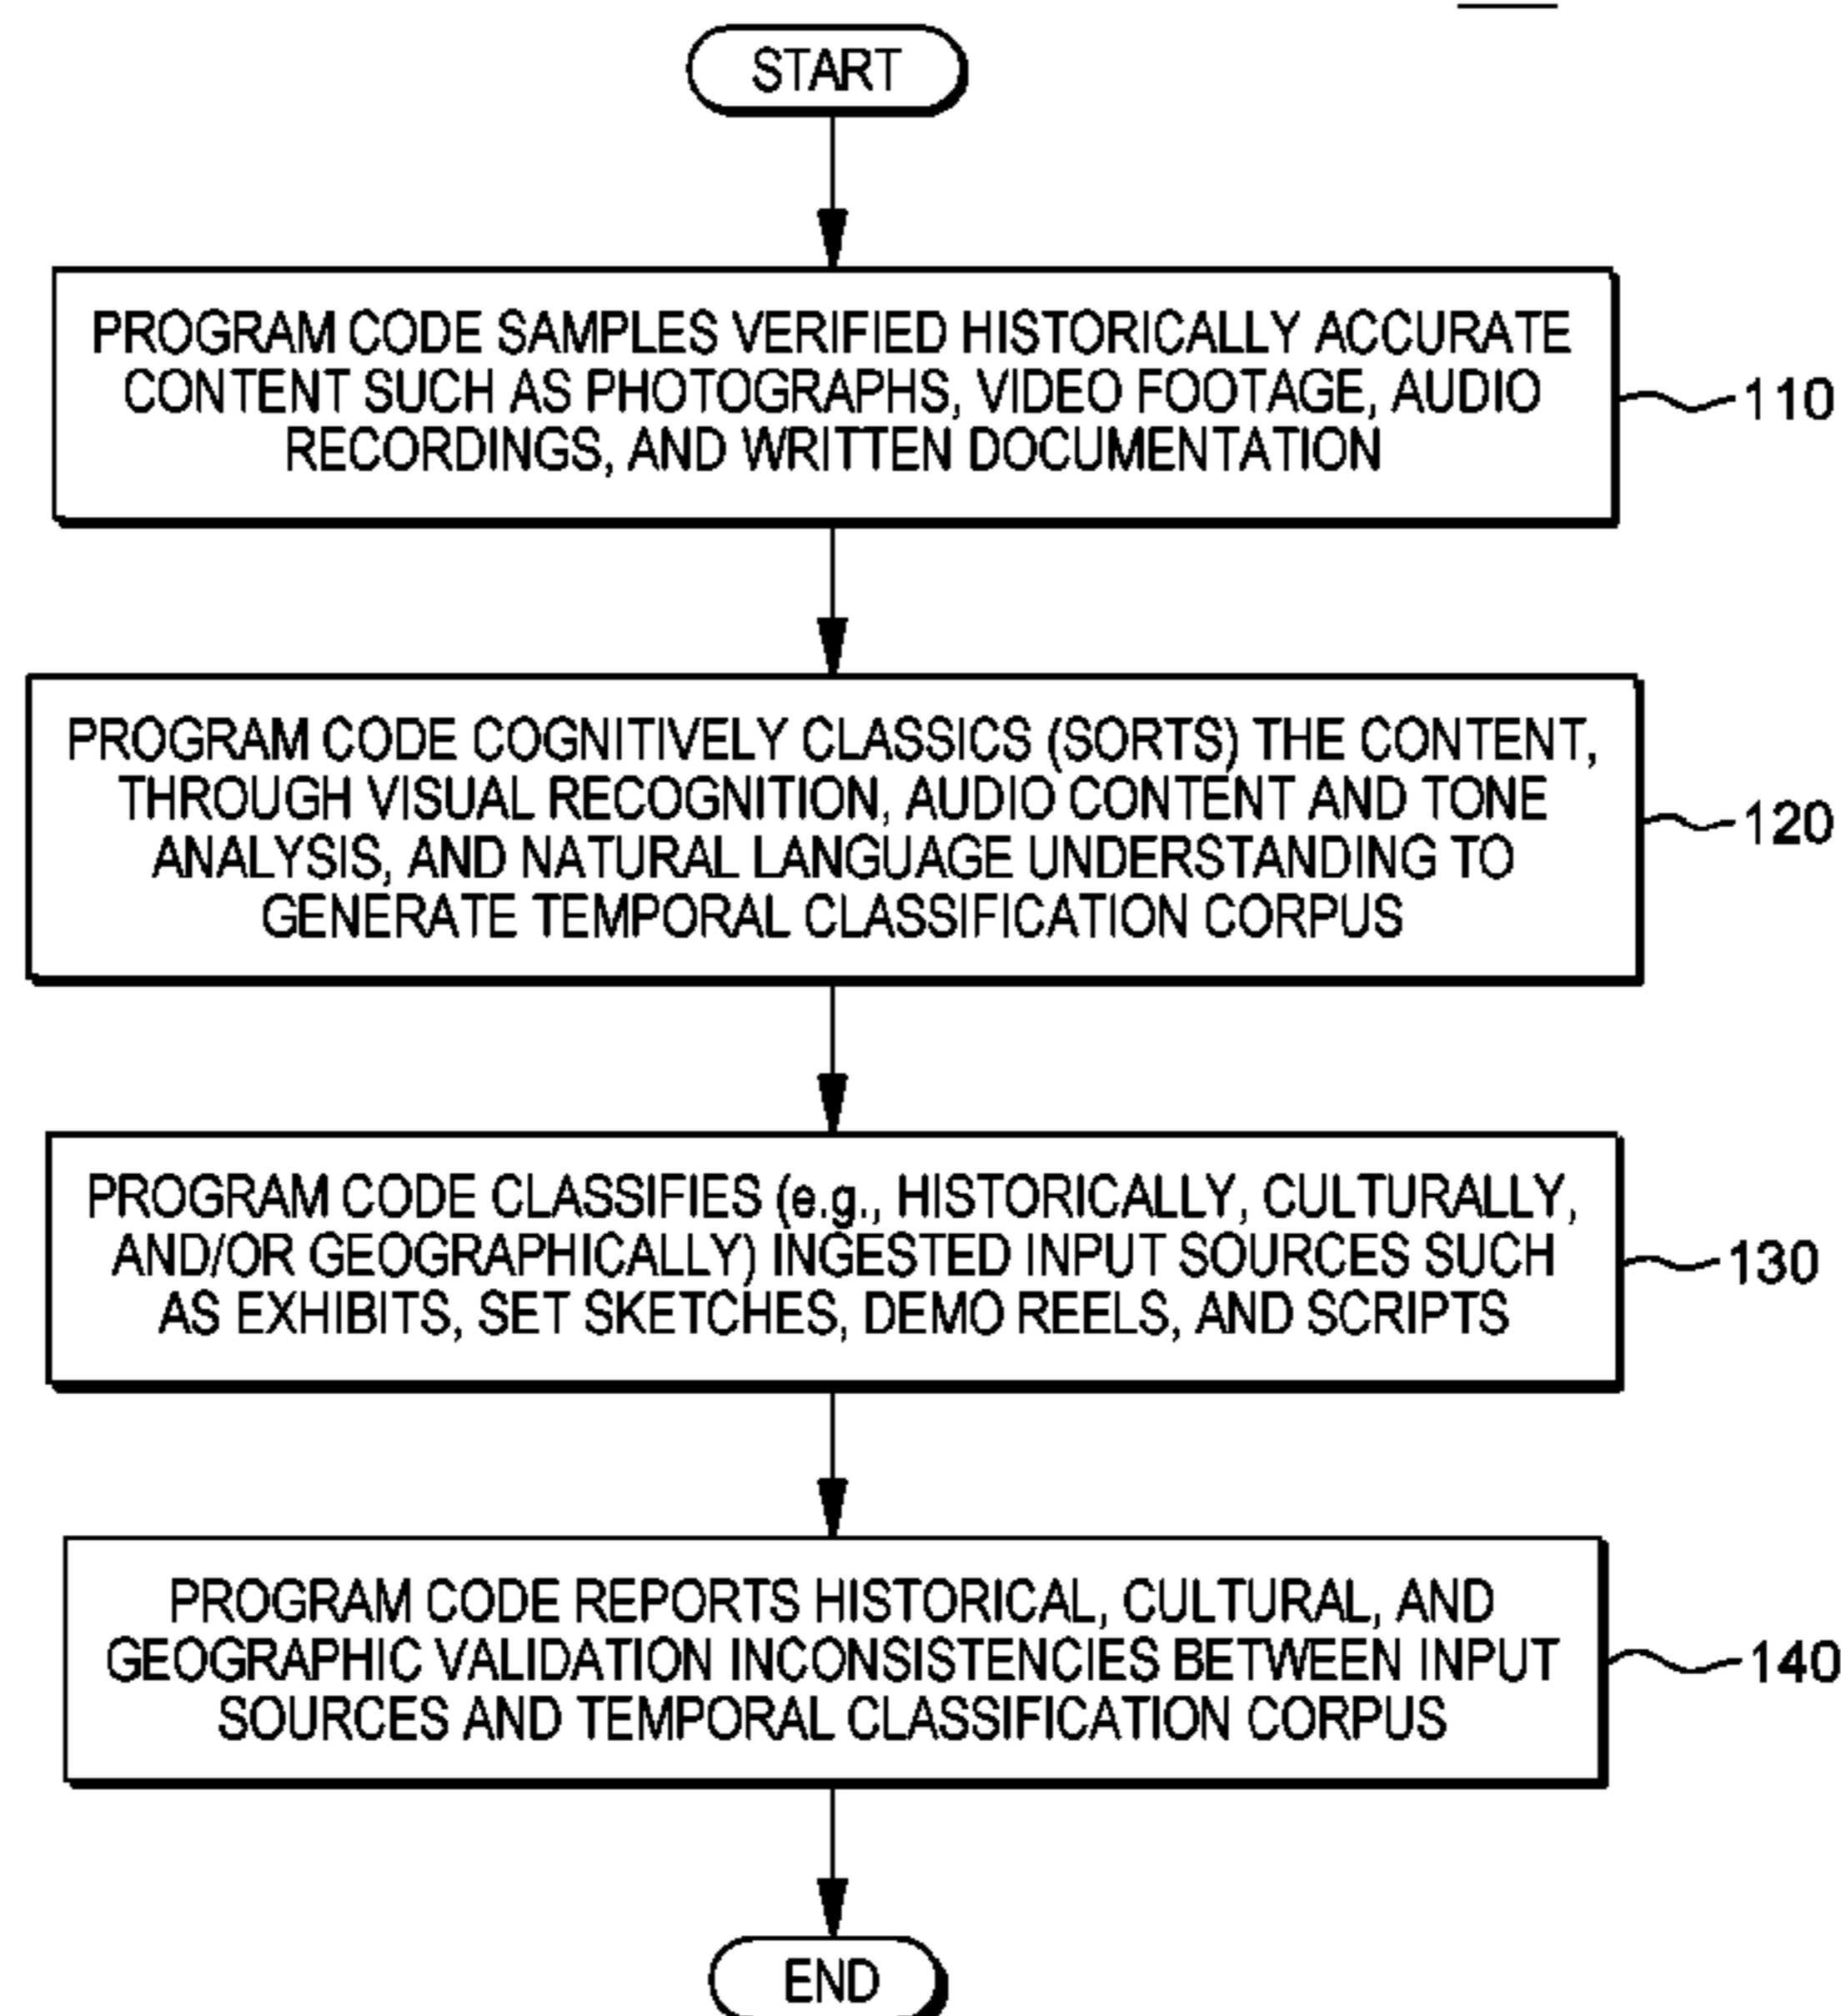 START
PROGRAM CODE SAMPLES VERIFIED HISTORICALLY ACCURATE
CONTENT SUCH AS PHOTOGRAPHS, VIDEO FOOTAGE, AUDIO
RECORDINGS, AND WRITTEN DOCUMENTATION
110
PROGRAM CODE COGNITIVELY CLASSICS (SORTS) THE CONTENT,
THROUGH VISUAL RECOGNITION, AUDIO CONTENT AND TONE
ANALYSIS, AND NATURAL LANGUAGE UNDERSTANDING TO
GENERATE TEMPORAL CLASSIFICATION CORPUS
120
PROGRAM CODE CLASSIFIES (e.g., HISTORICALLY, CULTURALLY,
AND/OR GEOGRAPHICALLY) INGESTED INPUT SOURCES SUCH
AS EXHIBITS, SET SKETCHES, DEMO REELS, AND SCRIPTS
130
PROGRAM CODE REPORTS HISTORICAL, CULTURAL, AND
GEOGRAPHIC VALIDATION INCONSISTENCIES BETWEEN INPUT
SOURCES AND TEMPORAL CLASSIFICATION CORPUS
140
END